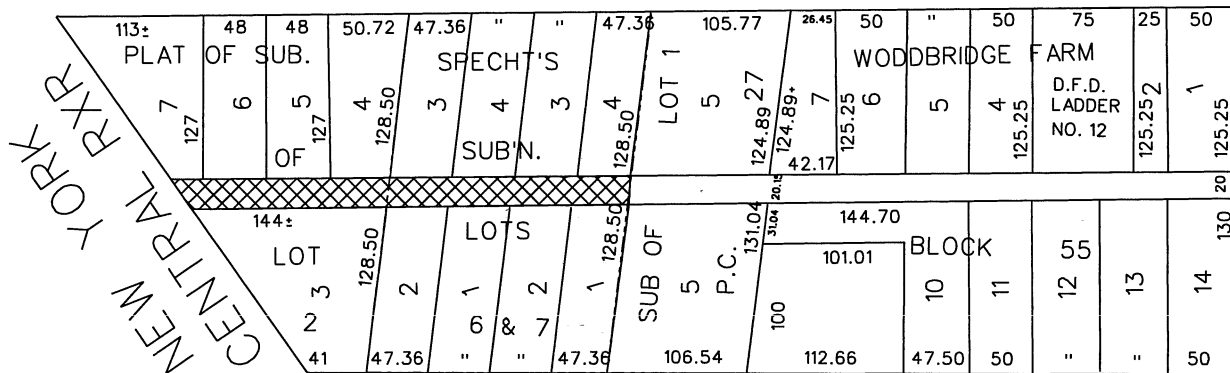 113± 48 48 50.72 47.36 " " 47.36 105.77 26.45 50 " 50 75 25 50
PLAT OF SUB. SPECHT'S LOT 1 WODDBRIDGE FARM
7 127 6 5 127 4 128.50 3 4 3 4 128.50 5 27 124.89 124.89+ 7 125.25 6 5 4 125.25 D.F.D. 125.25 2 1 125.25
LADDER
NO. 12
OF SUB'N. 42.17
NEW YORK
CENTRAL RXR
20.15 20
144± 128.50 131.04 31.04 144.70 130
LOT LOTS SUB OF BLOCK 55
101.01
3 128.50 2 1 2 1 5 P.C. 10 11 12 13 14
2 6 & 7 100
41 47.36 " " 47.36 106.54 112.66 47.50 50 " " 50